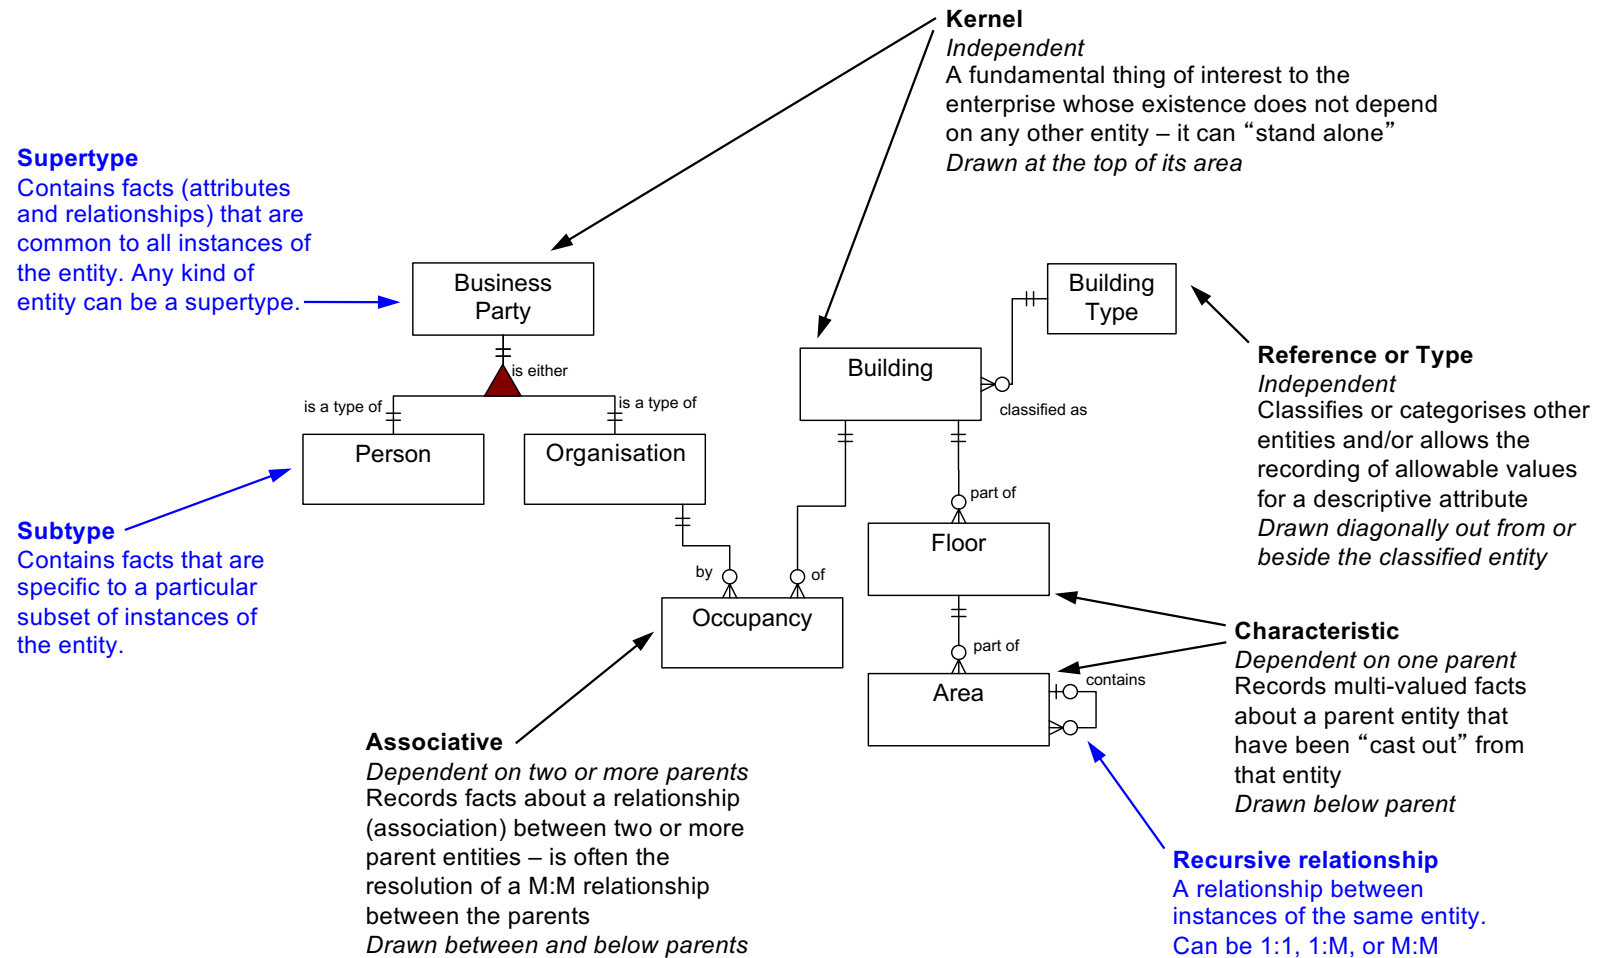 Kernel
Independent
A fundamental thing of interest to the
enterprise whose existence does not depend
on any other entity – it can “stand alone”
Drawn at the top of its area
Supertype
Contains facts (attributes
and relationships) that are
common to all instances of
the entity. Any kind of
entity can be a supertype.
Business
Party
is either
is a type of
is a type of
Person
Organisation
Subtype
Contains facts that are
specific to a particular
subset of instances of
the entity.
Building
Building
Type
classified as
Reference or Type
Independent
Classifies or categorises other
entities and/or allows the
recording of allowable values
for a descriptive attribute
Drawn diagonally out from or
beside the classified entity
part of
Floor
by
of
Occupancy
part of
Area
contains
Characteristic
Dependent on one parent
Records multi-valued facts
about a parent entity that
have been “cast out” from
that entity
Drawn below parent
Associative
Dependent on two or more parents
Records facts about a relationship
(association) between two or more
parent entities – is often the
resolution of a M:M relationship
between the parents
Drawn between and below parents
Recursive relationship
A relationship between
instances of the same entity.
Can be 1:1, 1:M, or M:M